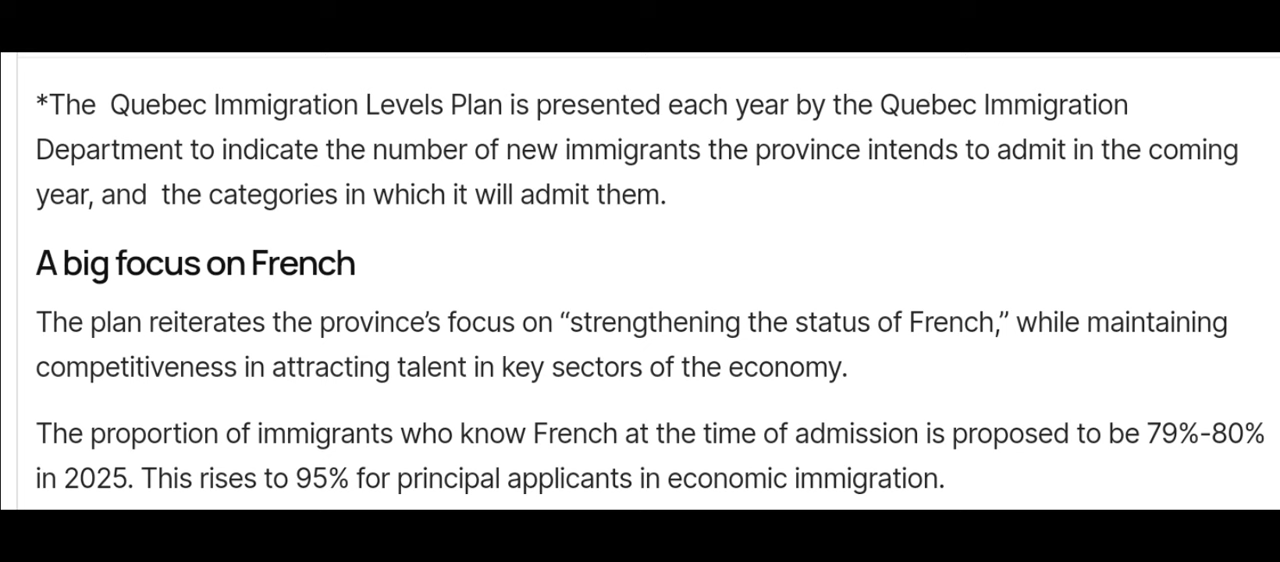 *The  Quebec Immigration Levels Plan is presented each year by the Quebec Immigration
Department to indicate the number of new immigrants the province intends to admit in the coming
year, and  the categories in which it will admit them.
A big focus on French
The plan reiterates the province’s focus on “strengthening the status of French,” while maintaining
competitiveness in attracting talent in key sectors of the economy.
The proportion of immigrants who know French at the time of admission is proposed to be 79%-80%
in 2025. This rises to 95% for principal applicants in economic immigration.